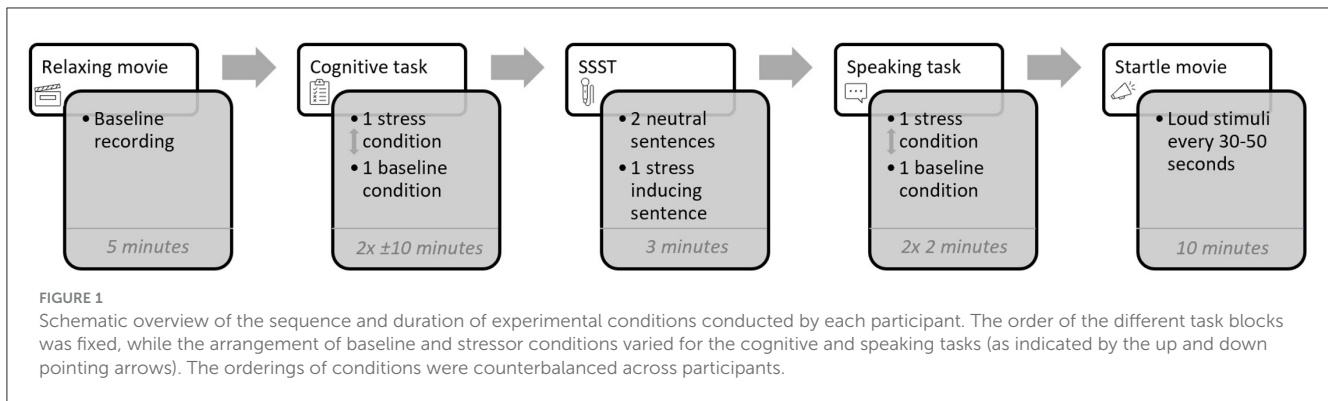 Relaxing movie
• Baseline
recording
5 minutes
Cognitive task
• 1 stress
condition
• 1 baseline
condition
2x ±10 minutes
SSST
• 2 neutral
sentences
• 1 stress
inducing
sentence
3 minutes
Speaking task
• 1 stress
condition
• 1 baseline
condition
2x 2 minutes
Startle movie
• Loud stimuli
every 30-50
seconds
10 minutes
FIGURE 1
Schematic overview of the sequence and duration of experimental conditions conducted by each participant. The order of the different task blocks
was fixed, while the arrangement of baseline and stressor conditions varied for the cognitive and speaking tasks (as indicated by the up and down
pointing arrows). The orderings of conditions were counterbalanced across participants.